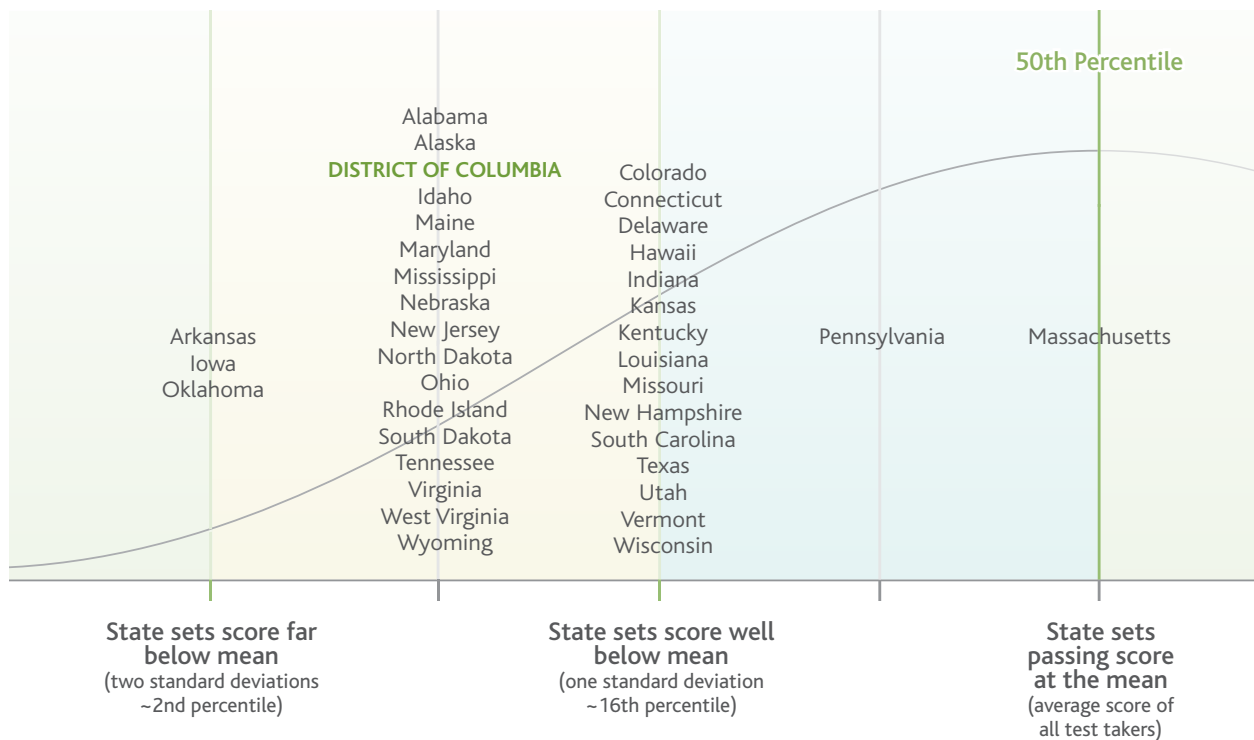 50th Percentile
Alabama
Alaska
DISTRICT OF COLUMBIA
Idaho
Maine
Maryland
Mississippi
Nebraska
New Jersey
North Dakota
Ohio
Rhode Island
South Dakota
Tennessee
Virginia
West Virginia
Wyoming
Colorado
Connecticut
Delaware
Hawaii
Indiana
Kansas
Kentucky
Louisiana
Missouri
New Hampshire
South Carolina
Texas
Utah
Vermont
Wisconsin
Arkansas
Iowa
Oklahoma
Pennsylvania
Massachusetts
State sets score far
below mean
(two standard deviations
~2nd percentile)
State sets score well
below mean
(one standard deviation
~16th percentile)
State sets
passing score
at the mean
(average score of
all test takers)